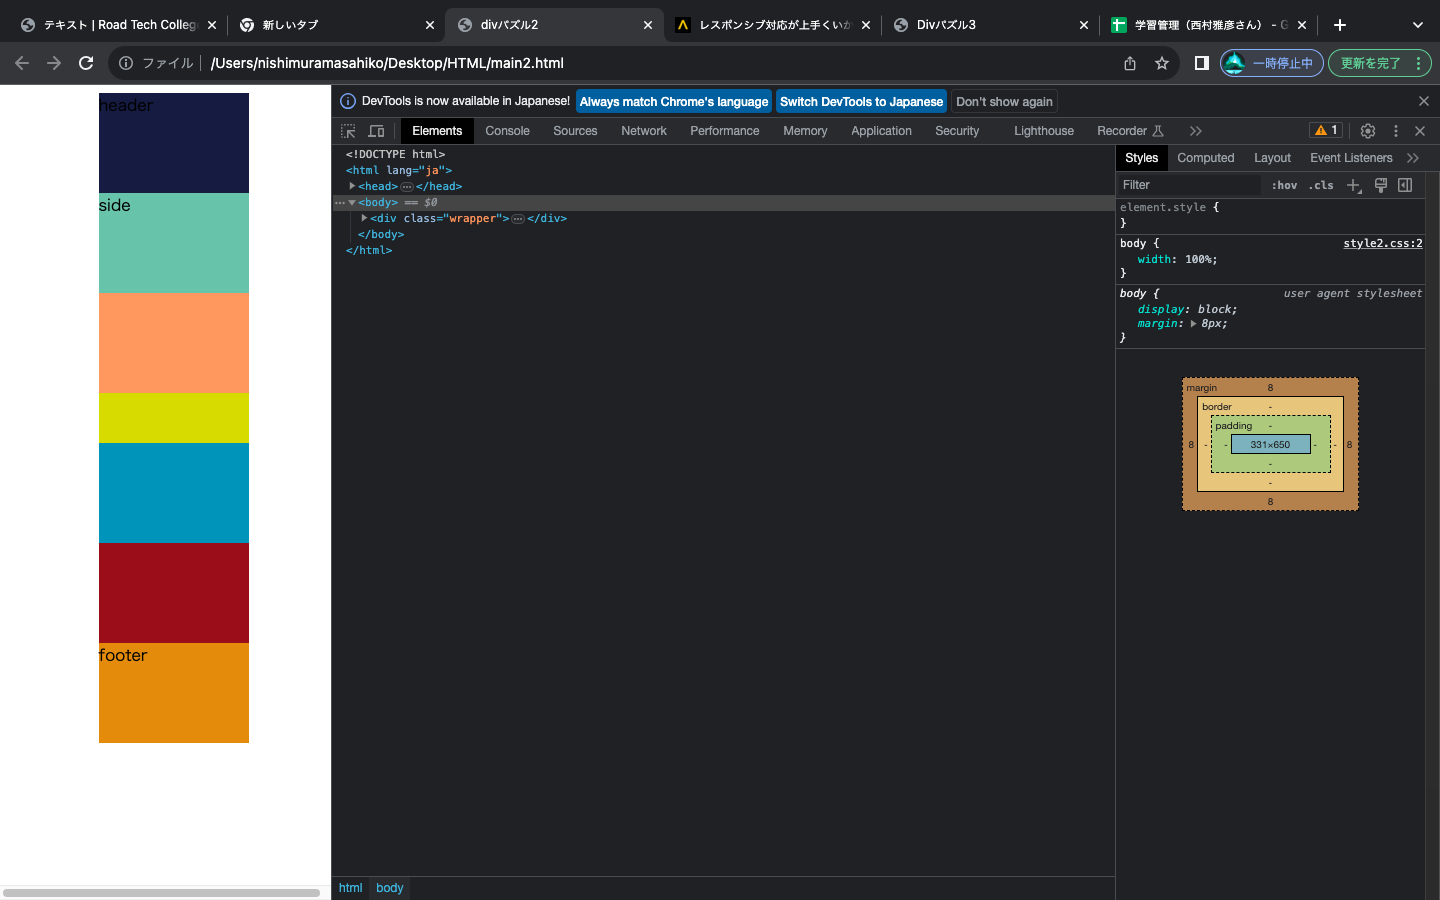 テキスト | Road Tech Colleg
新しいタブ
divパズル2
レスポンシブ対応が上手くいか
Divパズル3
学習管理（西村雅彦さん） - G
ファイル
/Users/nishimuramasahiko/Desktop/HTML/main2.html
一時停止中
更新を完了
header
side
footer
DevTools is now available in Japanese!
Always match Chrome's language
Switch DevTools to Japanese
Don't show again
Elements
Console
Sources
Network
Performance
Memory
Application
Security
Lighthouse
Recorder
1
<!DOCTYPE html>
<html lang="ja">
<head>…</head>
<body> == $0
<div class="wrapper">…</div>
</body>
</html>
html body
Styles
Computed
Layout
Event Listeners
Filter
:hov .cls
element.style {
}
body { style2.css:2
width: 100%;
}
body { user agent stylesheet
display: block;
margin: 8px;
}
margin 8
border -
padding -
8 - - 331×650 - - 8
-
-
8